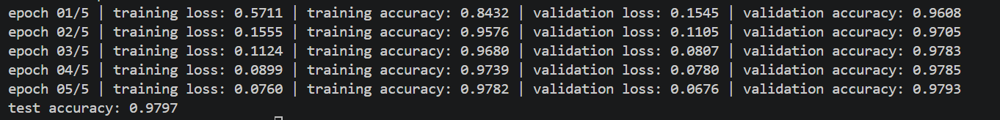 epoch 01/5 | training loss: 0.5711 | training accuracy: 0.8432 | validation loss: 0.1545 | validation accuracy: 0.9608
epoch 02/5 | training loss: 0.1555 | training accuracy: 0.9576 | validation loss: 0.1105 | validation accuracy: 0.9705
epoch 03/5 | training loss: 0.1124 | training accuracy: 0.9680 | validation loss: 0.0807 | validation accuracy: 0.9783
epoch 04/5 | training loss: 0.0899 | training accuracy: 0.9739 | validation loss: 0.0780 | validation accuracy: 0.9785
epoch 05/5 | training loss: 0.0760 | training accuracy: 0.9782 | validation loss: 0.0676 | validation accuracy: 0.9793
test accuracy: 0.9797